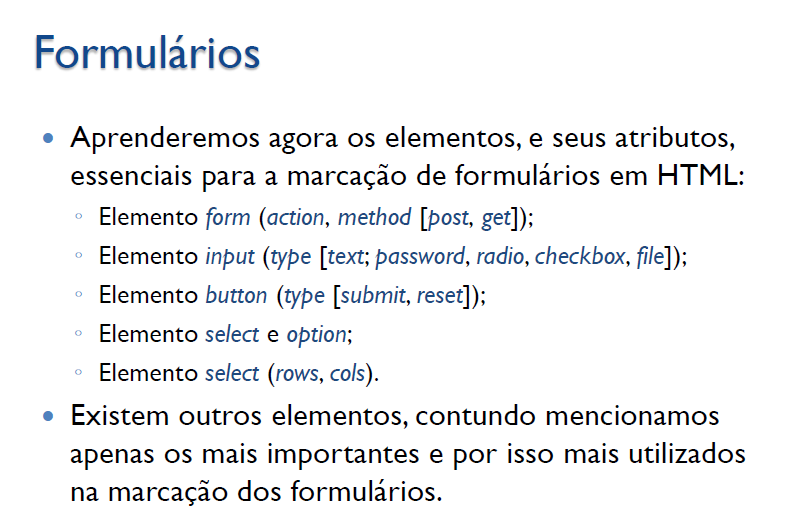 Formulários
• Aprenderemos agora os elementos, e seus atributos,
essenciais para a marcação de formulários em HTML:
◦ Elemento form (action, method [post, get]);
◦ Elemento input (type [text; password, radio, checkbox, file]);
◦ Elemento button (type [submit, reset]);
◦ Elemento select e option;
◦ Elemento select (rows, cols).
• Existem outros elementos, contundo mencionamos
apenas os mais importantes e por isso mais utilizados
na marcação dos formulários.